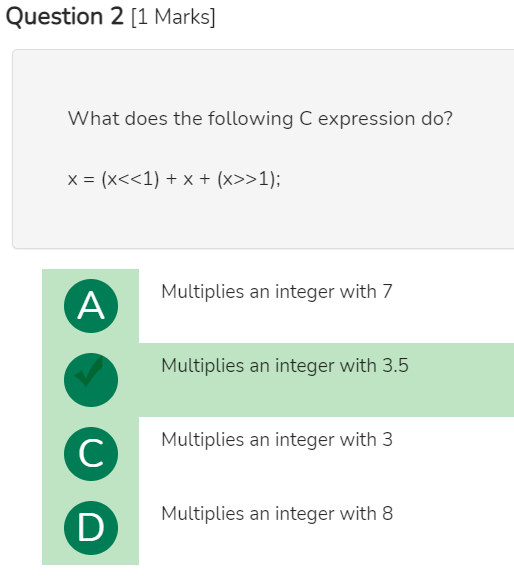 Question 2 [1 Marks]
What does the following C expression do?
x = (x<<1) + x + (x>>1);
A Multiplies an integer with 7
Multiplies an integer with 3.5
C Multiplies an integer with 3
D Multiplies an integer with 8